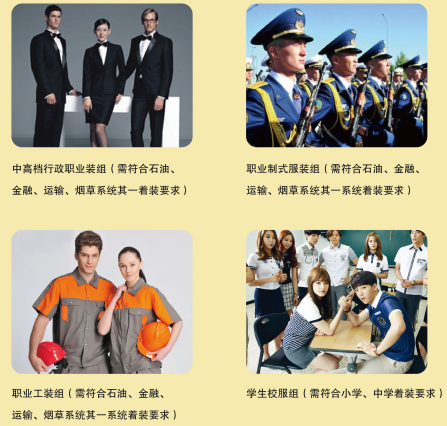 中高档行政职业装组（需符合石油、
金融、运输、烟草系统其一着装要求）
职业制式服装组（需符合石油、金融、
运输、烟草系统其一系统着装要求）
职业工装组（需符合石油、金融、
运输、烟草系统其一系统着装要求）
学生校服组（需符合小学、中学着装要求）